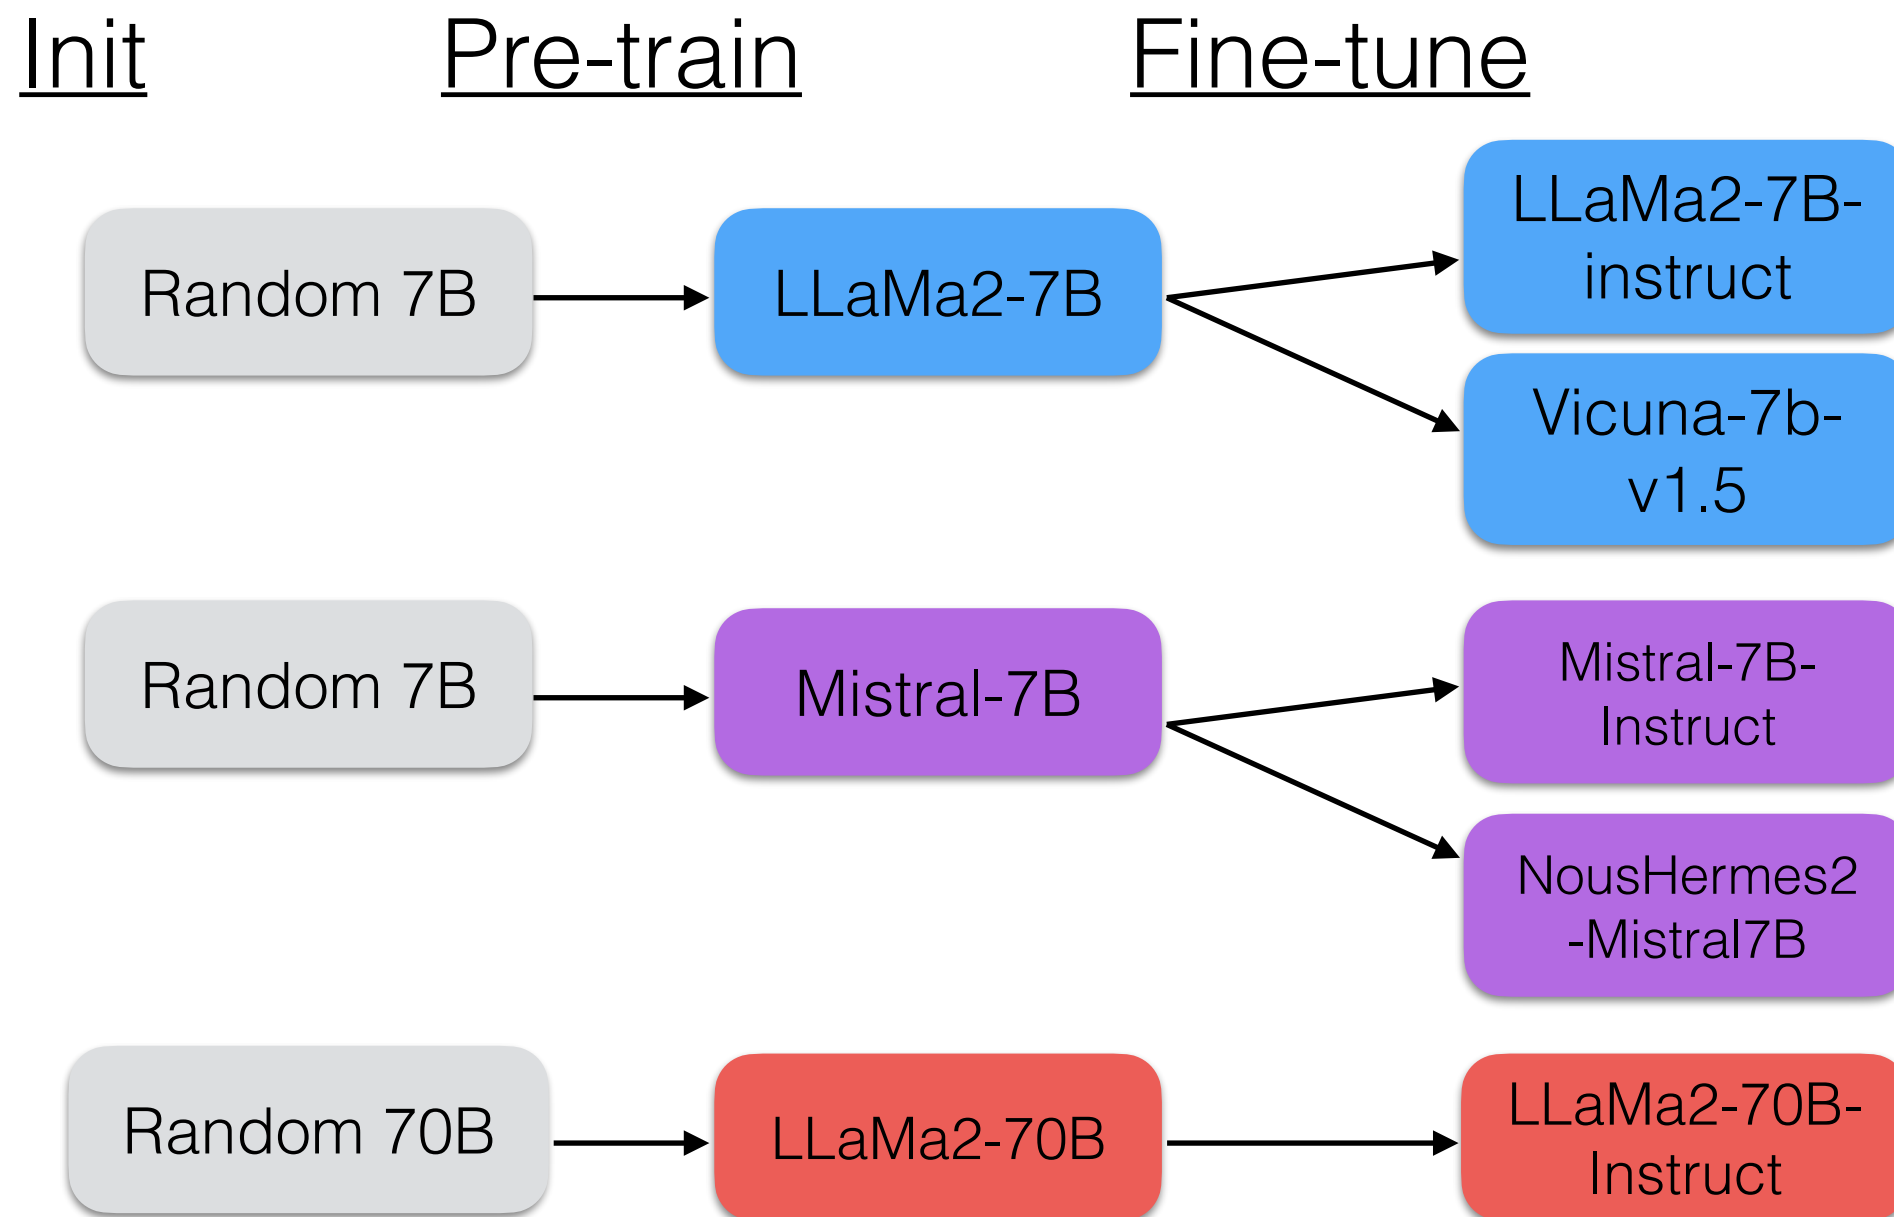 Init
Pre-train
Fine-tune
Random 7B
LLaMa2-7B
LLaMa2-7B-
instruct
Vicuna-7b-
v1.5
Random 7B
Mistral-7B
Mistral-7B-
Instruct
NousHermes2
-Mistral7B
Random 70B
LLaMa2-70B
LLaMa2-70B-
Instruct